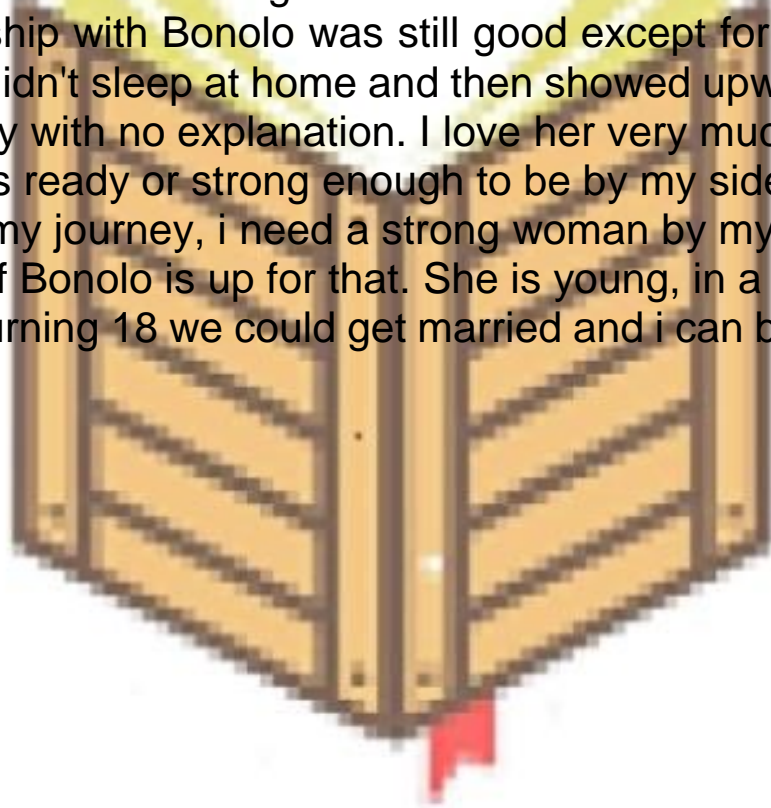 ship with Bonolo was still good except for
idn't sleep at home and then showed upw
y with no explanation. I love her very muc
s ready or strong enough to be by my side
my journey, i need a strong woman by my
f Bonolo is up for that. She is young, in a
urning 18 we could get married and i can b